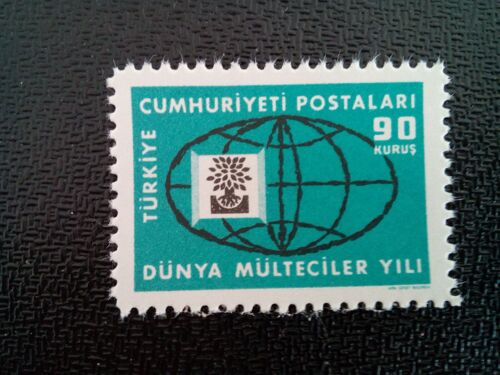 TÜRKİYE
CUMHURİYETİ POSTALARI
90
KURUŞ
DÜNYA MÜLTECİLER YILI